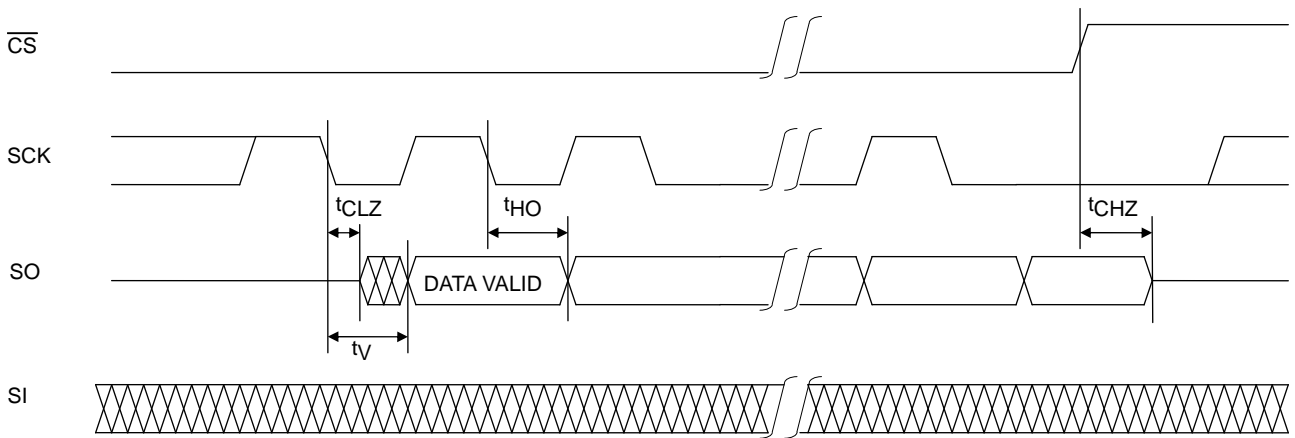 CS
SCK
tCLZ
tHO
tCHZ
SO
DATA VALID
tV
SI